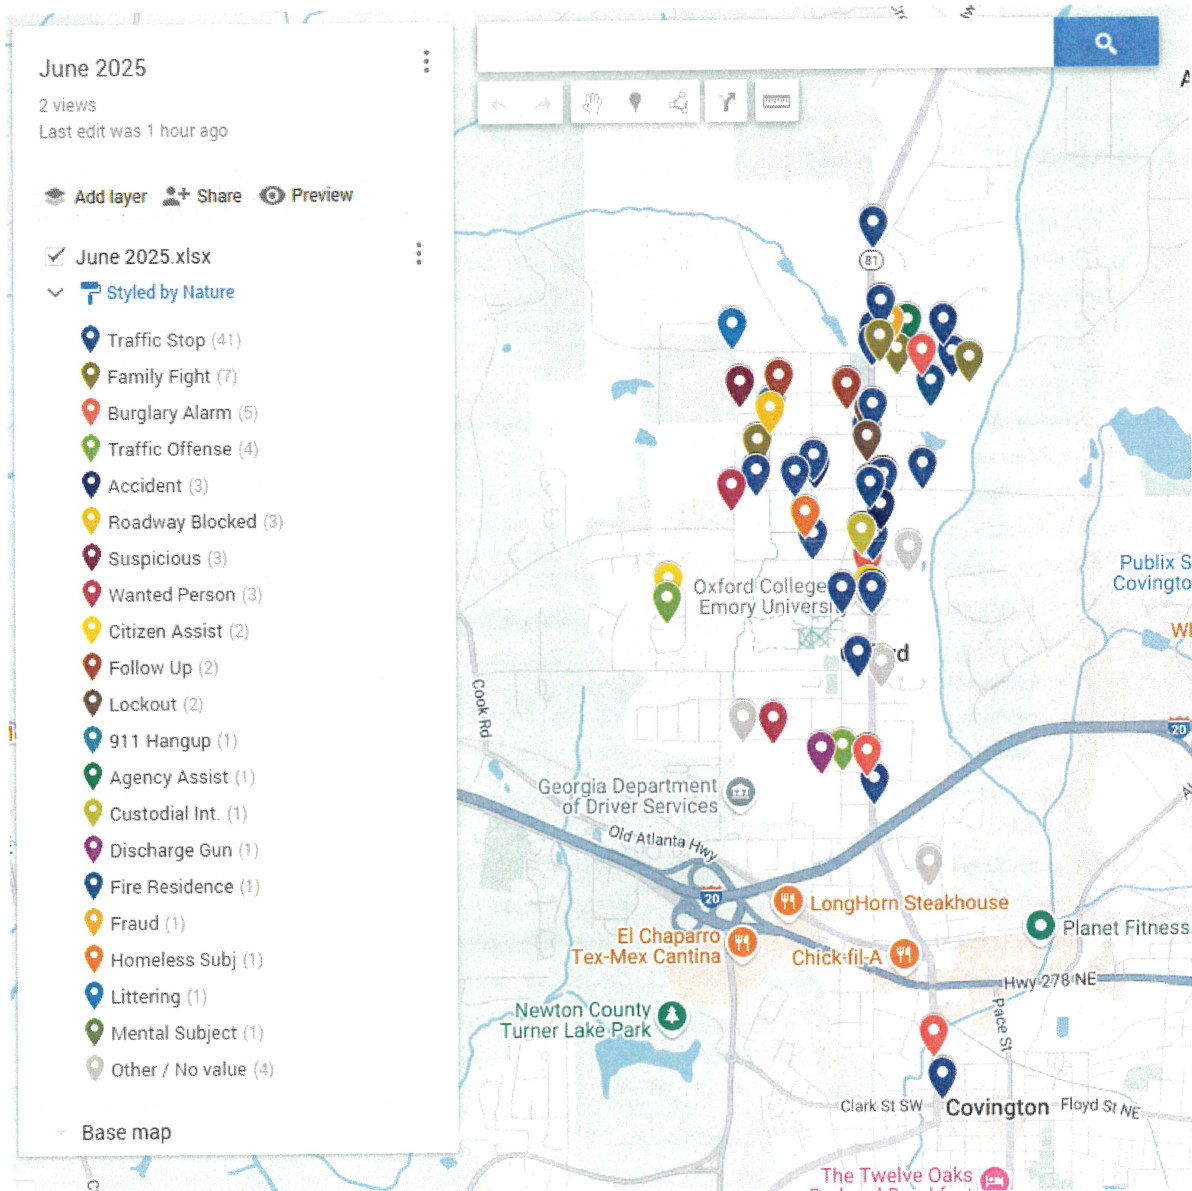 June 2025
2 views
Last edit was 1 hour ago
Add layer Share Preview
June 2025.xlsx
Styled by Nature
Traffic Stop (41)
Family Fight (7)
Burglary Alarm (5)
Traffic Offense (4)
Accident (3)
Roadway Blocked (3)
Suspicious (3)
Wanted Person (3)
Citizen Assist (2)
Follow Up (2)
Lockout (2)
911 Hangup (1)
Agency Assist (1)
Custodial Int. (1)
Discharge Gun (1)
Fire Residence (1)
Fraud (1)
Homeless Subj (1)
Littering (1)
Mental Subject (1)
Other / No value (4)
Base map
81
Publix S
Covingto
Oxford College
Emory Universit
rd
Cook Rd
20
Georgia Department
of Driver Services
Old Atlanta Hwy
20
LongHorn Steakhouse
Planet Fitness
El Chaparro
Tex-Mex Cantina
Chick-fil-A
Hwy 278 NE
Newton County
Turner Lake Park
Pace St
Clark St SW
Covington
Floyd St NE
The Twelve Oaks